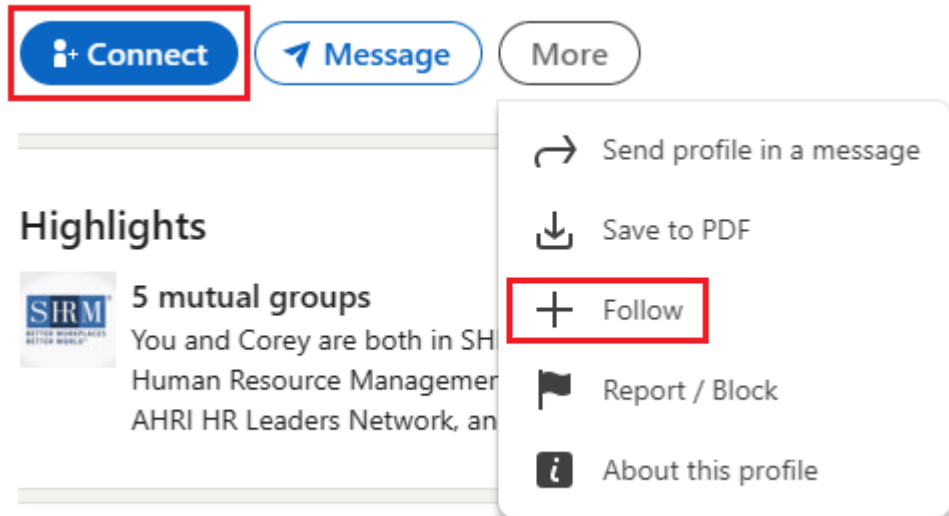 Connect
Message
More
Send profile in a message
Save to PDF
Follow
Report / Block
About this profile
Highlights
SHRM
BETTER WORKPLACES
BETTER WORLD
5 mutual groups
You and Corey are both in SH
Human Resource Managemer
AHRI HR Leaders Network, an